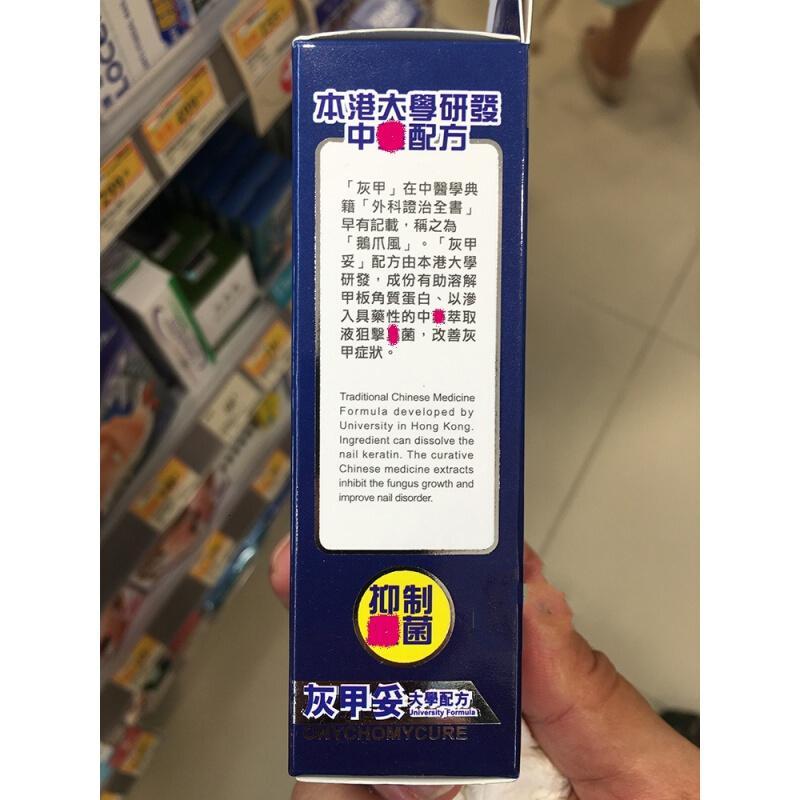 本港大學研發
中配方
「灰甲」在中醫學典
籍「外科證治全書」
早有記載，稱之為
「鵝爪風」。「灰甲
妥」配方由本港大學
研發，成份有助溶解
甲板角質蛋白、以滲
入具藥性的中萃取
液狙擊菌，改善灰
甲症狀。
Traditional Chinese Medicine
Formula developed by
University in Hong Kong.
Ingredient can dissolve the
nail keratin. The curative
Chinese medicine extracts
inhibit the fungus growth and
improve nail disorder.
抑制
菌
灰甲妥 大學配方
University Formula
ONYCHOMYCURE